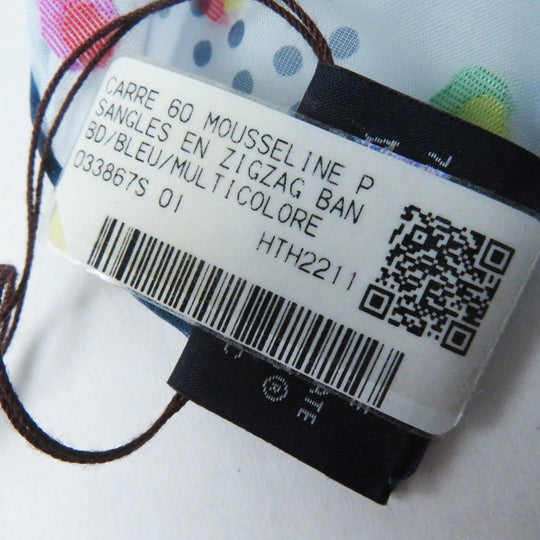 CARRE 60 MOUSSELINE P
SANGLES EN ZIGZAG BAN
BD/BLEU/MULTICOLORE
033867S 01
HTH2211